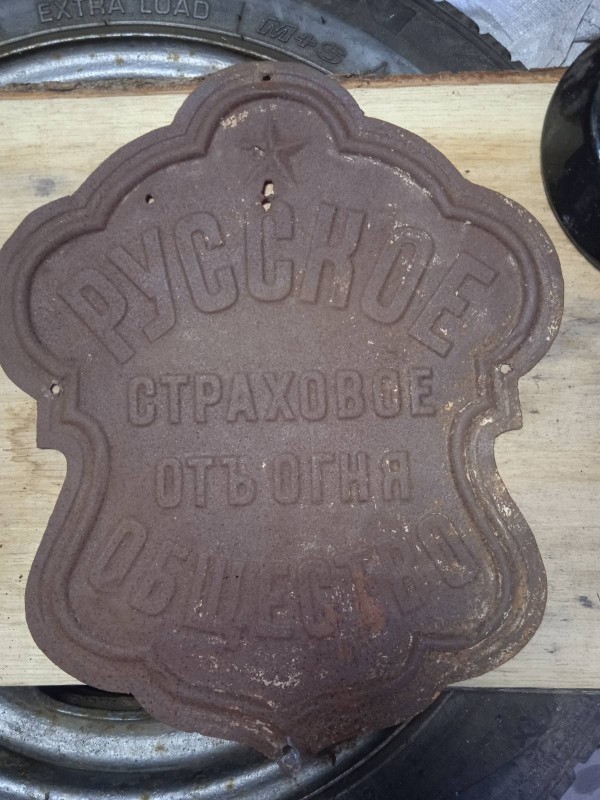 EXTRA LOAD
M+S
РУССКОЕ
СТРАХОВОЕ
ОТЪ ОГНЯ
ОБЩЕСТВО